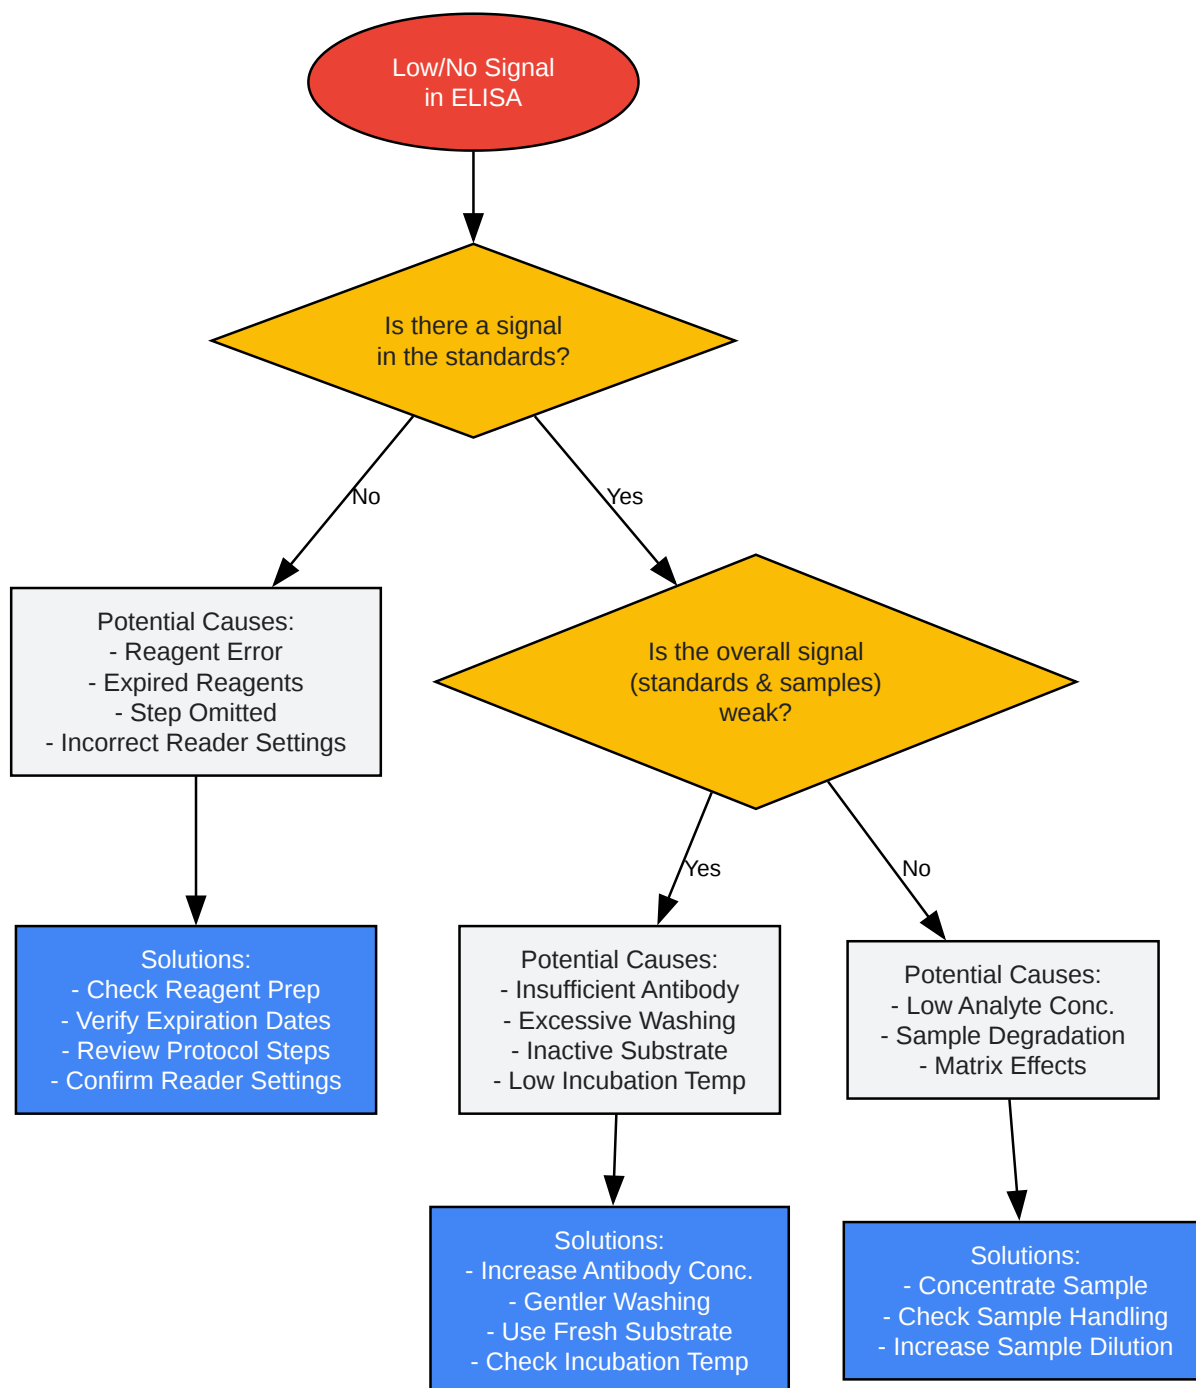 Low/No Signal
in ELISA
Is there a signal
in the standards?
No
Yes
Potential Causes:
- Reagent Error
- Expired Reagents
- Step Omitted
- Incorrect Reader Settings
Is the overall signal
(standards & samples)
weak?
Yes
No
Solutions:
- Check Reagent Prep
- Verify Expiration Dates
- Review Protocol Steps
- Confirm Reader Settings
Potential Causes:
- Insufficient Antibody
- Excessive Washing
- Inactive Substrate
- Low Incubation Temp
Potential Causes:
- Low Analyte Conc.
- Sample Degradation
- Matrix Effects
Solutions:
- Increase Antibody Conc.
- Gentler Washing
- Use Fresh Substrate
- Check Incubation Temp
Solutions:
- Concentrate Sample
- Check Sample Handling
- Increase Sample Dilution